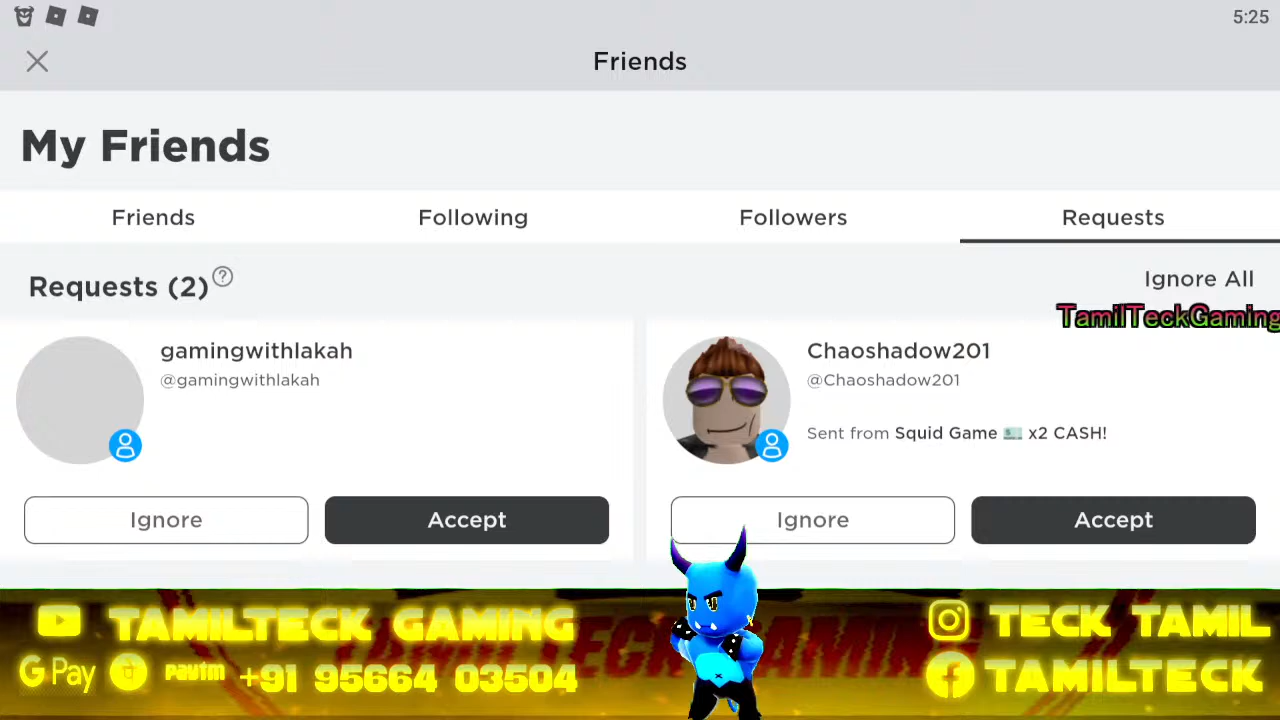 5:25
Friends
My Friends
Friends Following Followers Requests
Requests (2) ?
Ignore All
TamilTeckGaming
gamingwithlakah
@gamingwithlakah
Ignore Accept
Chaoshadow201
@Chaoshadow201
Sent from Squid Game 💵 x2 CASH!
Ignore Accept
TAMILTECK GAMING
TECK TAMIL
G Pay paytm +91 95664 03504
TAMILTECK
TAMILTECK GAMING